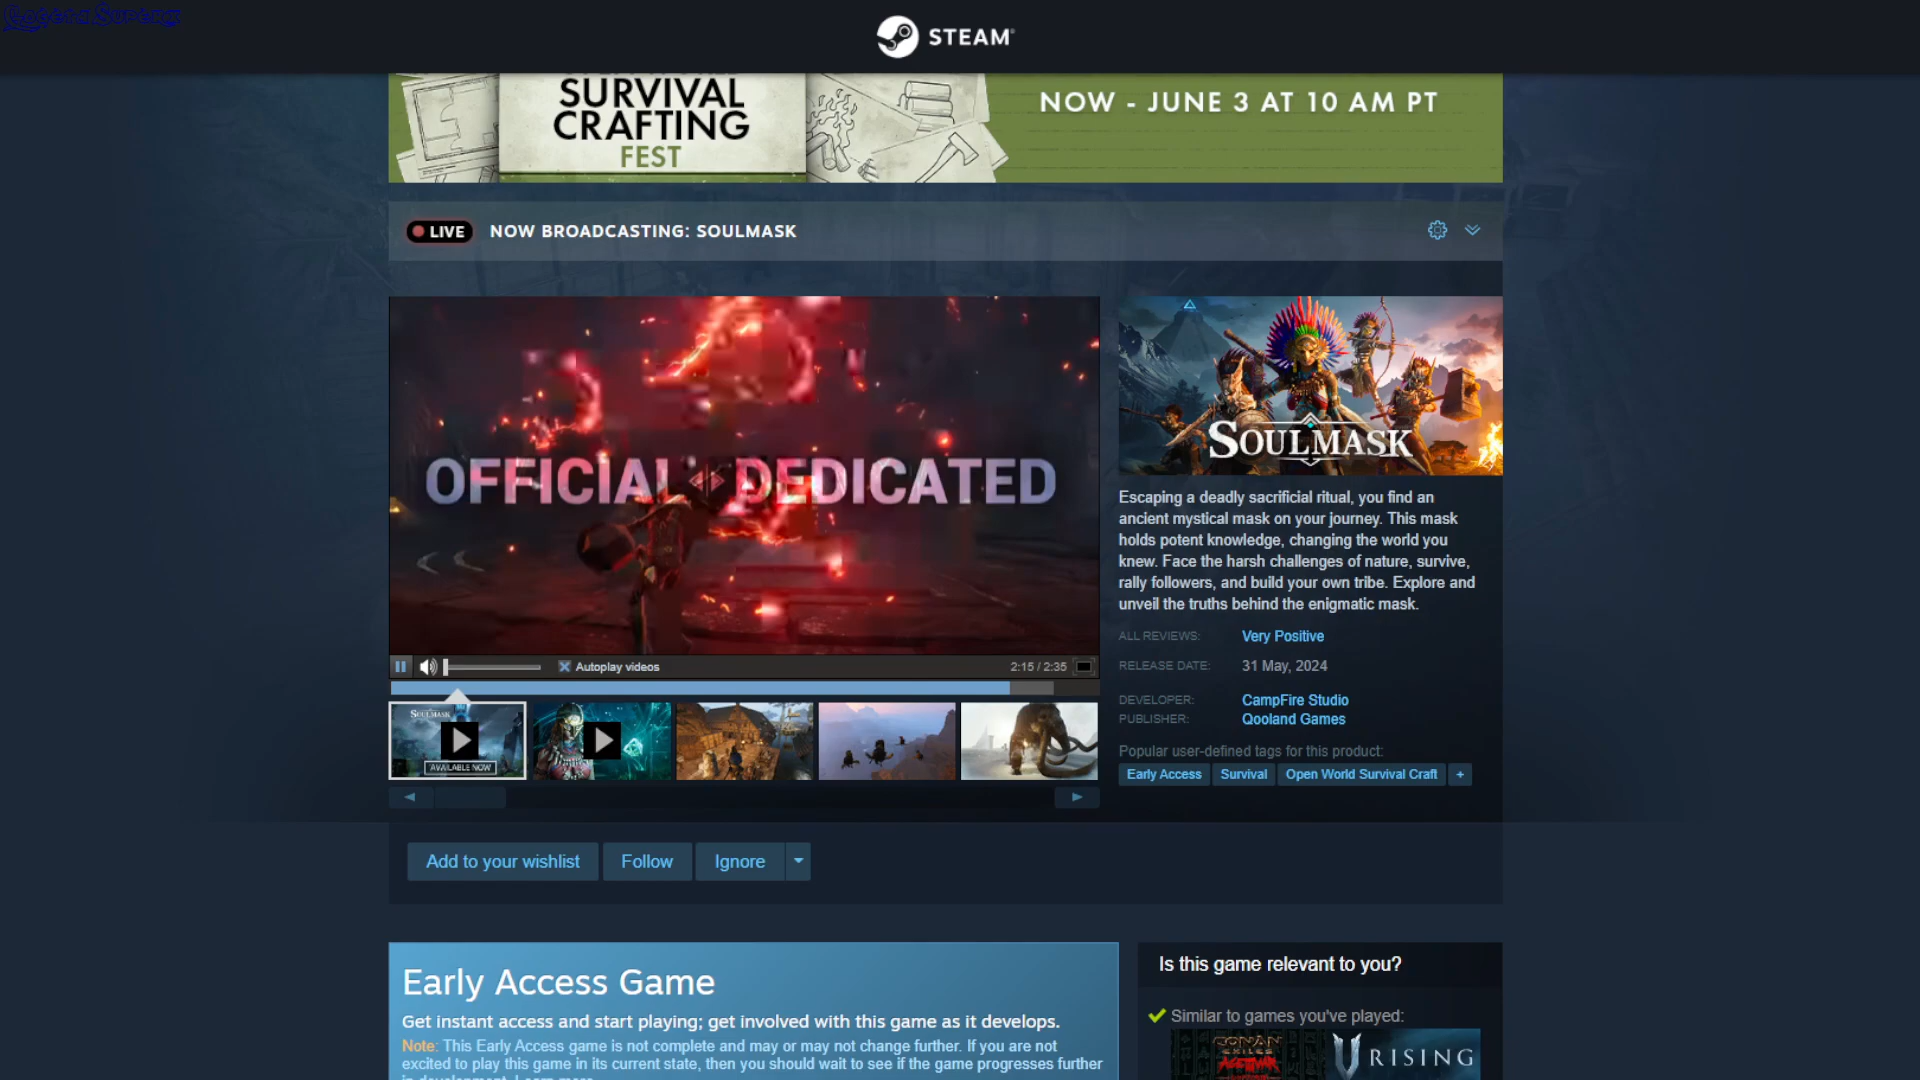 STEAM
SURVIVAL
CRAFTING
FEST
NOW - JUNE 3 AT 10 AM PT
LIVE
NOW BROADCASTING: SOULMASK
OFFICIAL DEDICATED
SOULMASK
Escaping a deadly sacrificial ritual, you find an
ancient mystical mask on your journey. This mask
holds potent knowledge, changing the world you
knew. Face the harsh challenges of nature, survive,
rally followers, and build your own tribe. Explore and
unveil the truths behind the enigmatic mask.
ALL REVIEWS: Very Positive
RELEASE DATE: 31 May, 2024
DEVELOPER: CampFire Studio
PUBLISHER: Qooland Games
Popular user-defined tags for this product:
Early Access Survival Open World Survival Craft +
Autoplay videos
2:15 / 2:35
SOULMASK
AVAILABLE NOW
Add to your wishlist
Follow
Ignore
Early Access Game
Get instant access and start playing; get involved with this game as it develops.
Note: This Early Access game is not complete and may or may not change further. If you are not
excited to play this game in its current state, then you should wait to see if the game progresses further
Is this game relevant to you?
Similar to games you've played:
CONAN
EXILES
V RISING